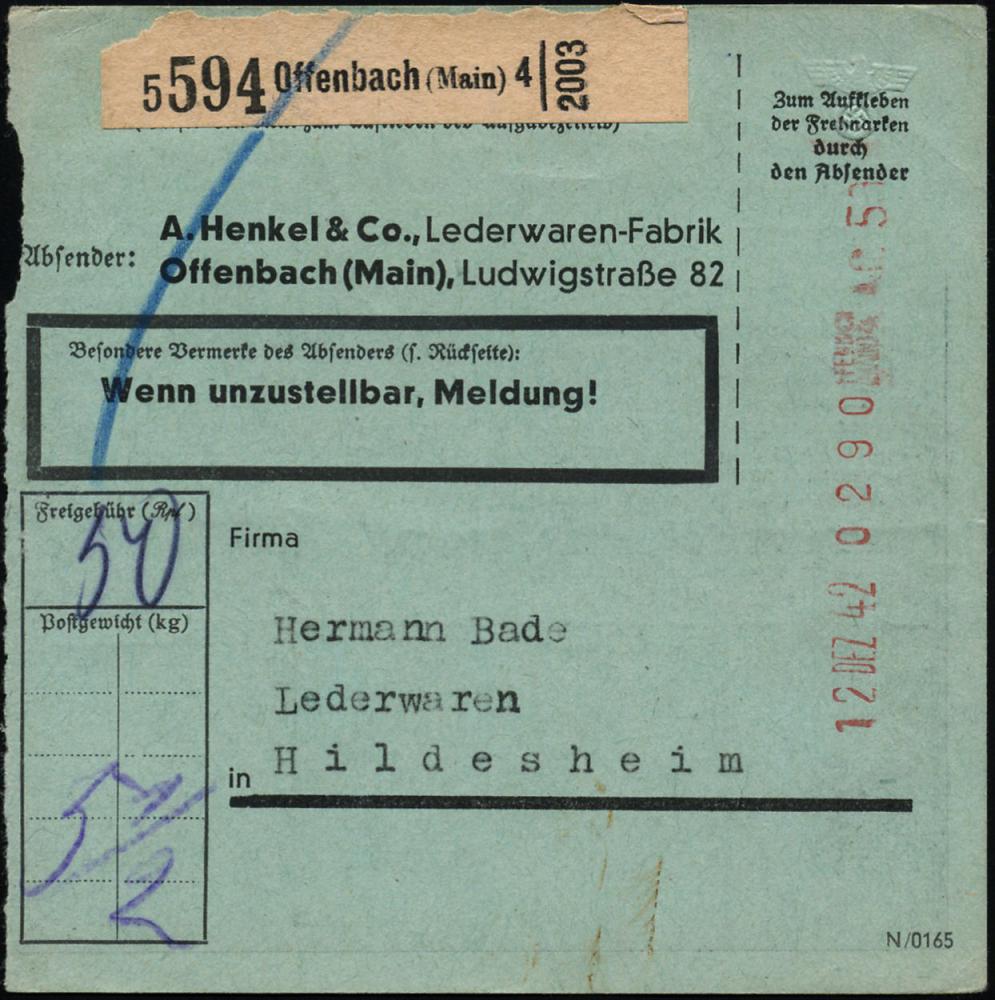 5594 Offenbach (Main) 4 2003
Zum Aufkleben
der Freimarken
durch
den Absender
Absender: A. Henkel & Co., Lederwaren-Fabrik
Offenbach (Main), Ludwigstraße 82
Besondere Vermerke des Absenders (s. Rückseite):
Wenn unzustellbar, Meldung!
12 DEZ 42 0290
Freigebühr (Rpf)
50
Postgewicht (kg)
Firma
Hermann Bade
Lederwaren
in Hildesheim
5
2
N/0165